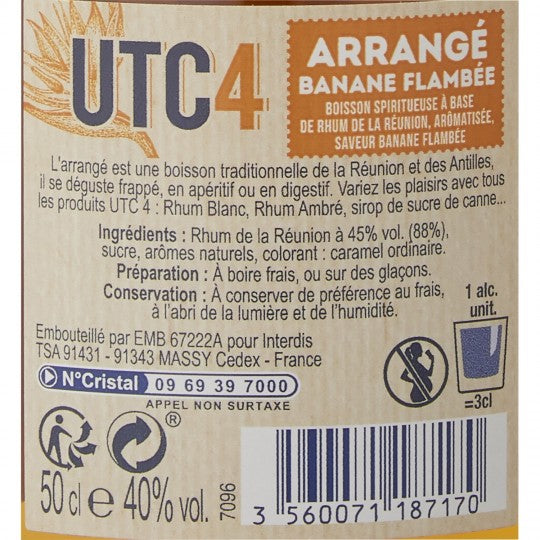 UTC4
ARRANGÉ
BANANE FLAMBÉE
BOISSON SPIRITUEUSE À BASE
DE RHUM DE LA RÉUNION, ARÔMATISÉE,
SAVEUR BANANE FLAMBÉE
L'arrangé est une boisson traditionnelle de la Réunion et des Antilles,
il se déguste frappé, en apéritif ou en digestif. Variez les plaisirs avec tous
les produits UTC 4 : Rhum Blanc, Rhum Ambré, sirop de sucre de canne...
Ingrédients : Rhum de la Réunion à 45% vol. (88%),
sucre, arômes naturels, colorant : caramel ordinaire.
Préparation : À boire frais, ou sur des glaçons.
Conservation : À conserver de préférence au frais,
à l'abri de la lumière et de l'humidité.
1 alc.
unit.
=3cl
Embouteillé par EMB 67222A pour Interdis
TSA 91431 - 91343 MASSY Cedex - France
N°Cristal 09 69 39 7000
APPEL NON SURTAXE
®
50 cl e 40% vol.
7096
3 560071 187170